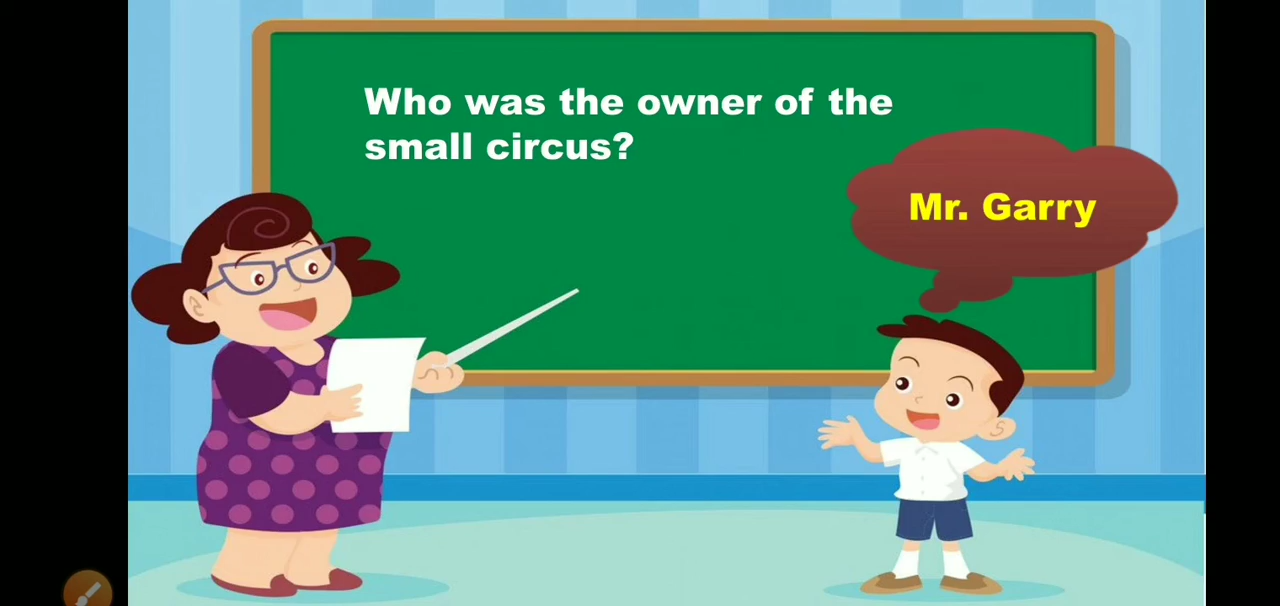 Who was the owner of the
small circus?
Mr. Garry